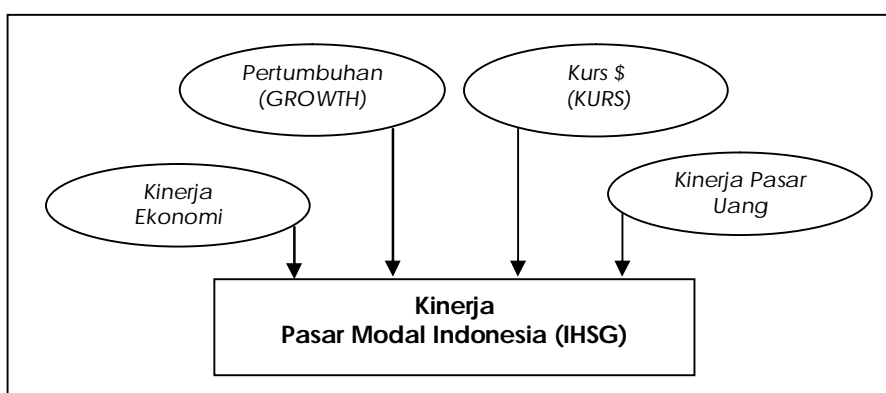 Pertumbuhan
(GROWTH)
Kurs $
(KURS)
Kinerja
Ekonomi
Kinerja Pasar
Uang
Kinerja
Pasar Modal Indonesia (IHSG)